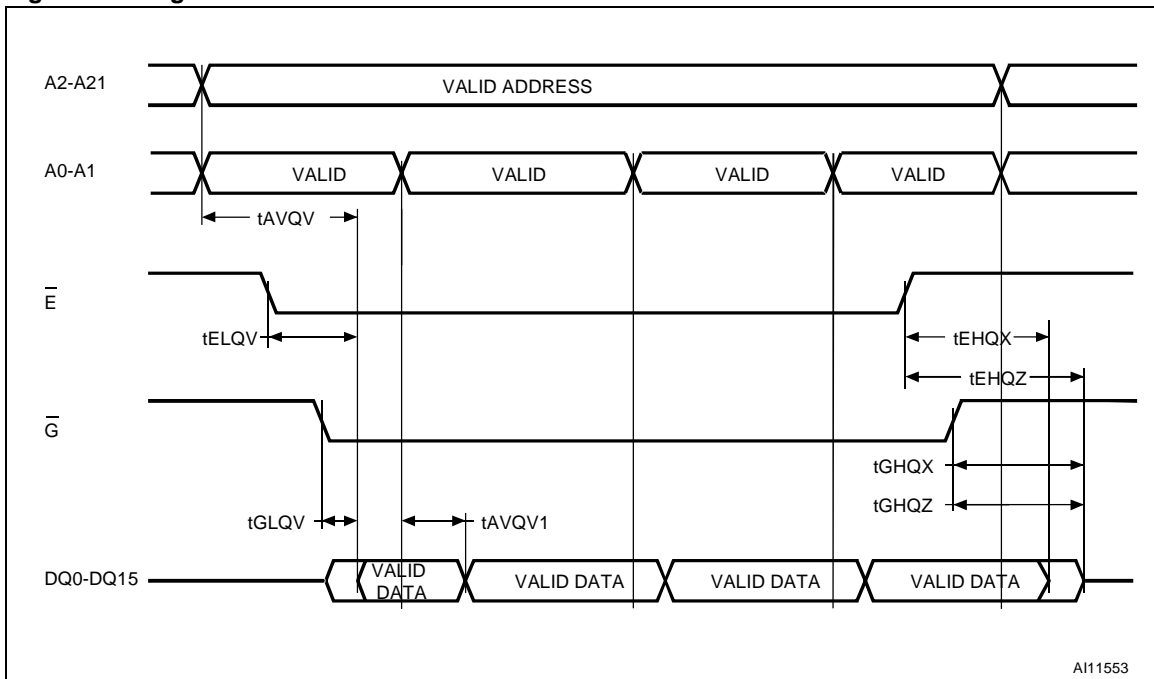 A2-A21
VALID ADDRESS
A0-A1
VALID VALID VALID VALID
tAVQV
E
tELQV
tEHQX
tEHQZ
G
tGHQX
tGHQZ
tGLQV
tAVQV1
DQ0-DQ15
VALID
DATA
VALID DATA VALID DATA VALID DATA
AI11553